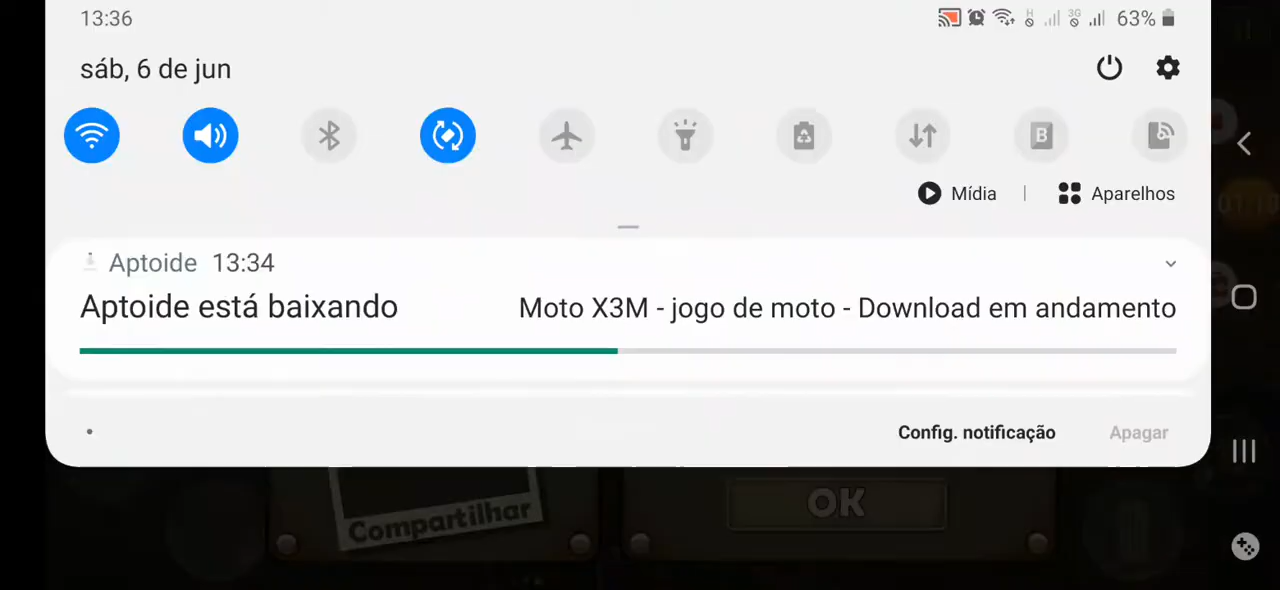 13:36
H 3G 63%
sáb, 6 de jun
B
Mídia | Aparelhos
Aptoide 13:34
Aptoide está baixando Moto X3M - jogo de moto - Download em andamento
Config. notificação Apagar
Compartilhar OK